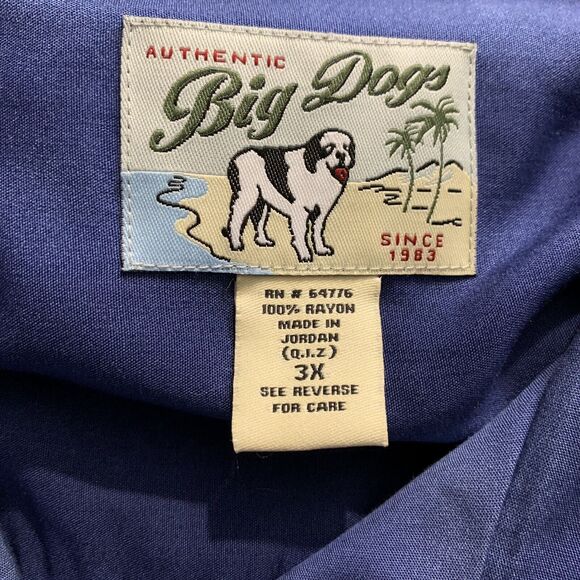 AUTHENTIC
Big Dogs
SINCE
1983
RN # 64776
100% RAYON
MADE IN
JORDAN
(Q.I.Z)
3X
SEE REVERSE
FOR CARE